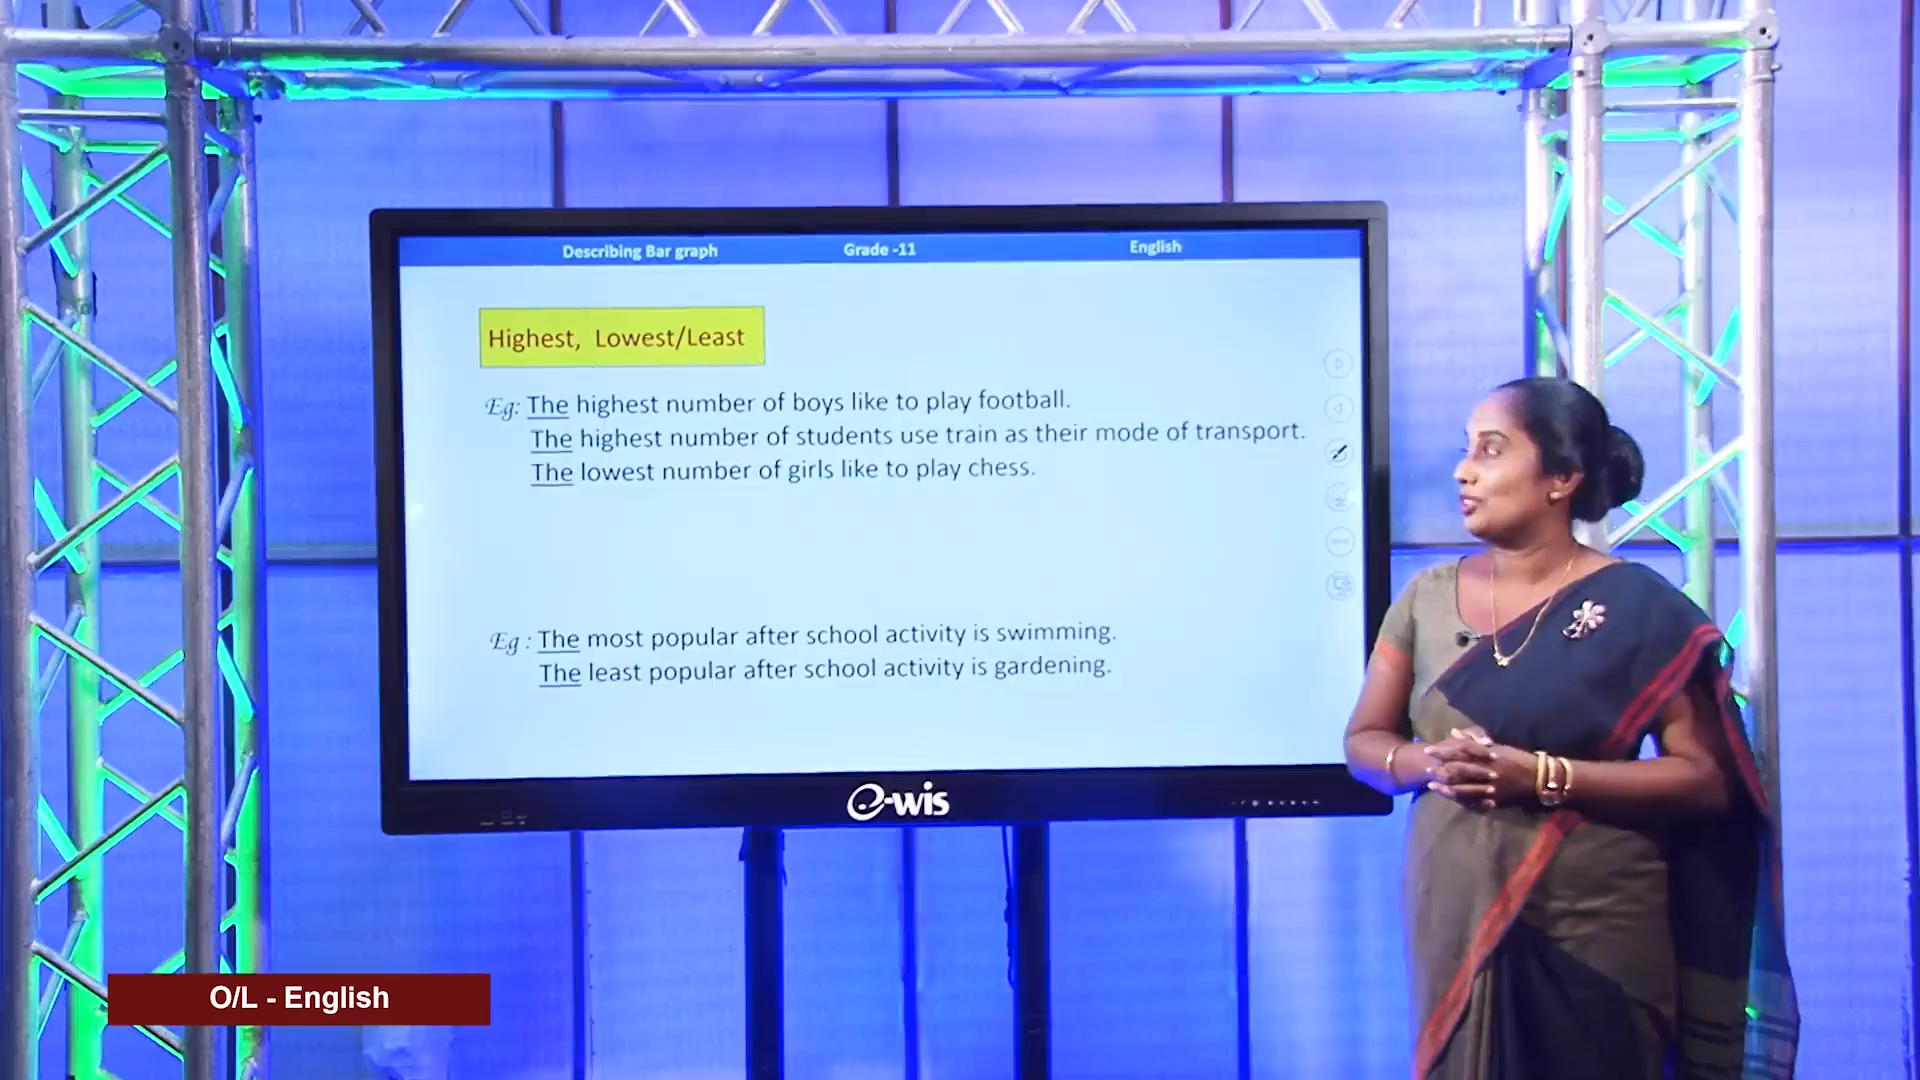 Describing Bar graph Grade -11 English
Highest, Lowest/Least
Eg: The highest number of boys like to play football.
The highest number of students use train as their mode of transport.
The lowest number of girls like to play chess.
Eg : The most popular after school activity is swimming.
The least popular after school activity is gardening.
e-wis
O/L - English